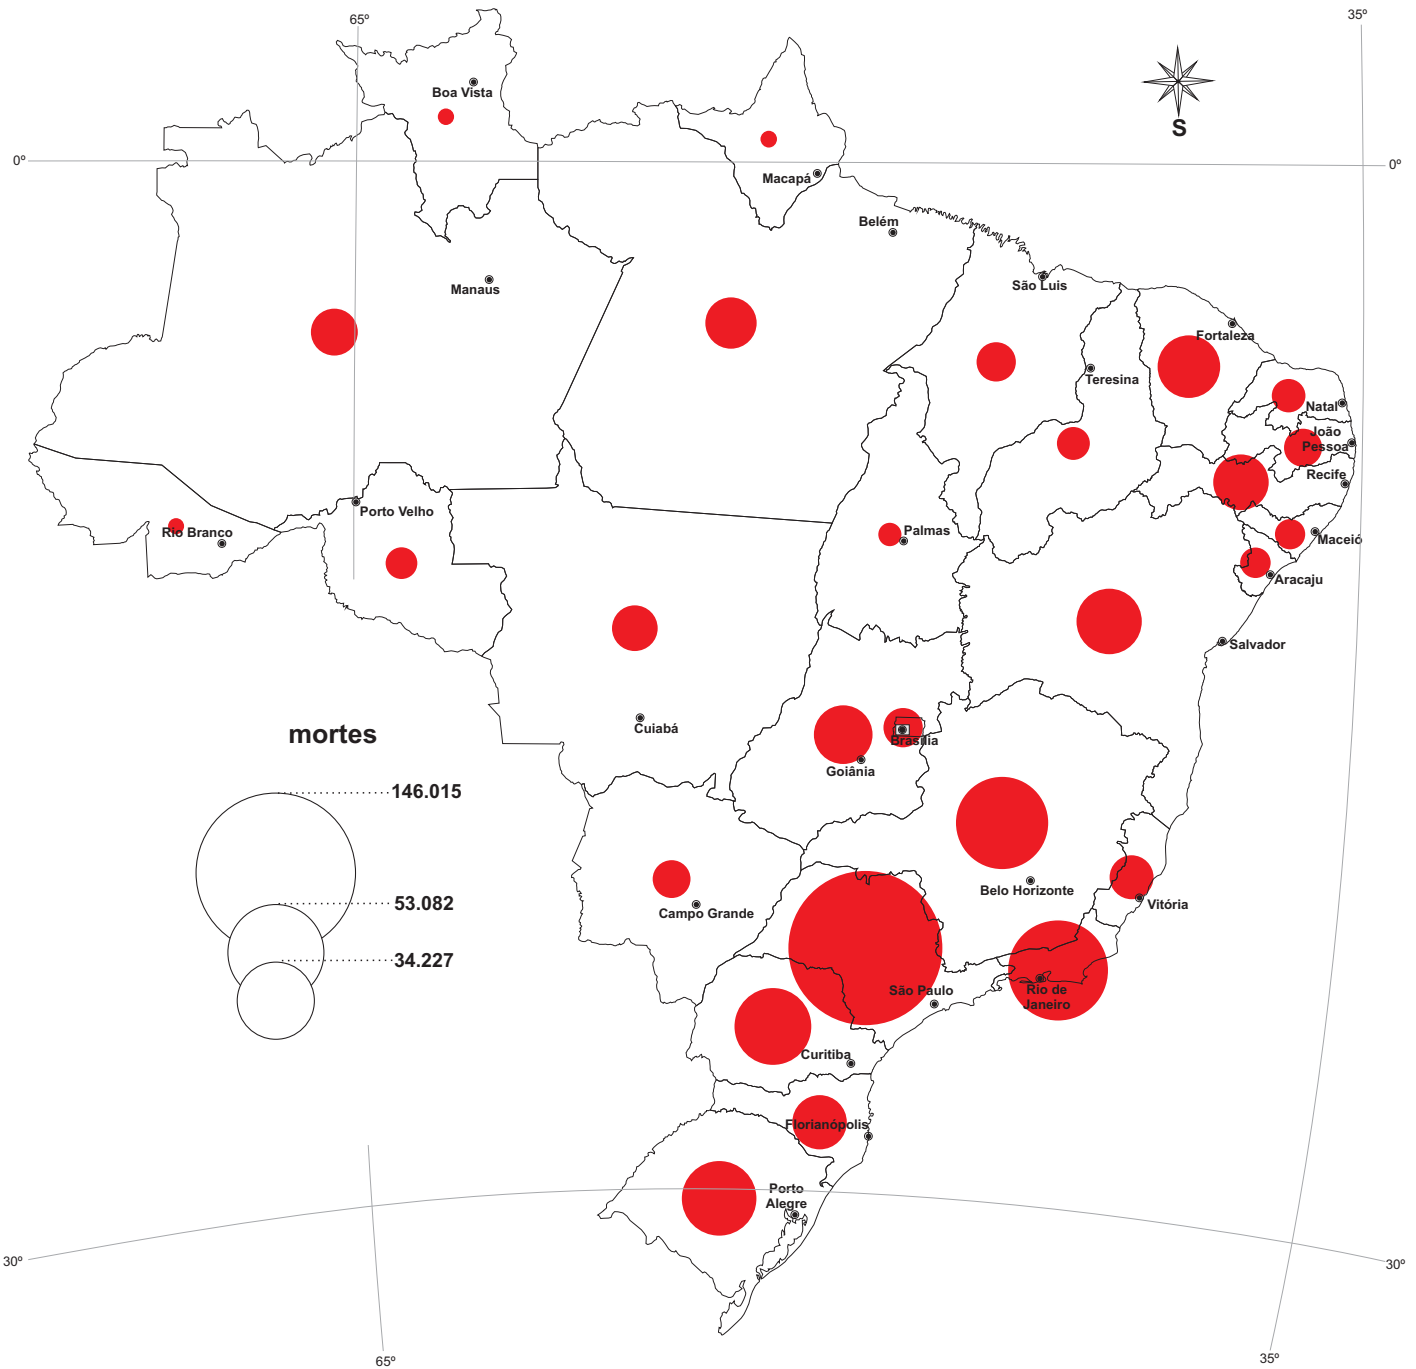 65º
35º
Boa Vista
S
0º
0º
Macapá
Belém
São Luis
Manaus
Fortaleza
Teresina
Natal
João
Pessoa
Recife
Porto Velho
Rio Branco
Palmas
Maceió
Aracaju
Salvador
Cuiabá
mortes
Brasília
Goiânia
146.015
Belo Horizonte
53.082
Vitória
Campo Grande
34.227
São Paulo
Rio de
Janeiro
Curitiba
Florianópolis
Porto
Alegre
30º
30º
65º
35º